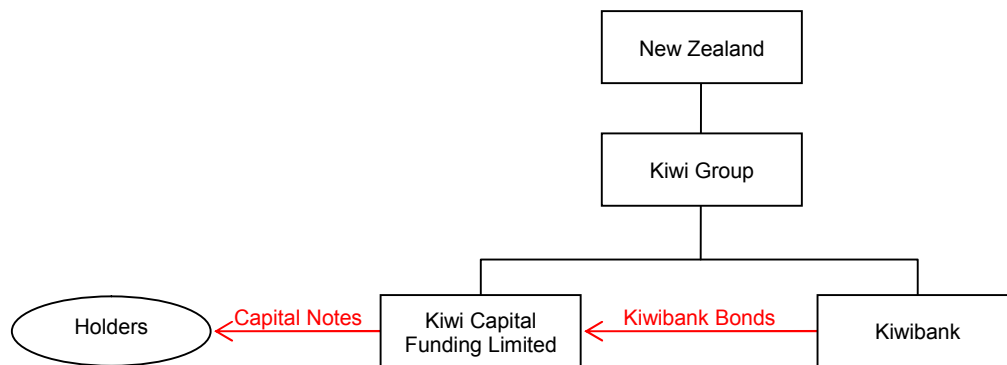 New Zealand
Kiwi Group
Holders
Capital Notes
Kiwi Capital
Funding Limited
Kiwibank Bonds
Kiwibank